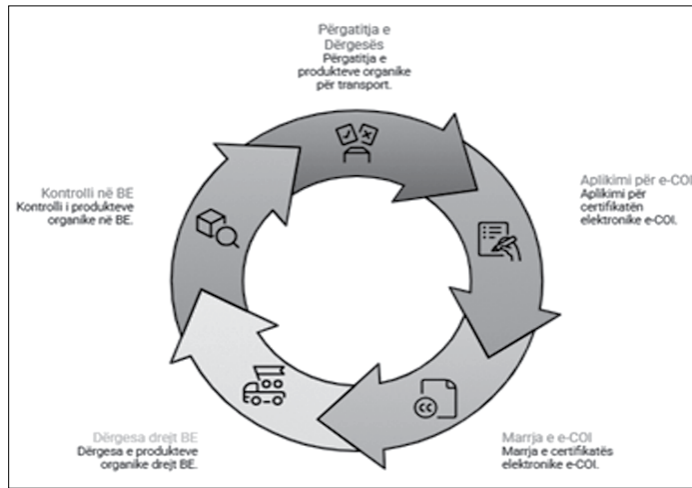 Përgatitja e
Dërgesës
Përgatitja e
produkteve organike
për transport.
Aplikimi për e-COI
Aplikimi për
certifikatën
elektronike e-COI.
Marrja e e-COI
Marrja e certifikatës
elektronike e-COI.
Dërgesa drejt BE
Dërgesa e produkteve
organike drejt BE.
Kontrolli në BE
Kontrolli i produkteve
organike në BE.
cc